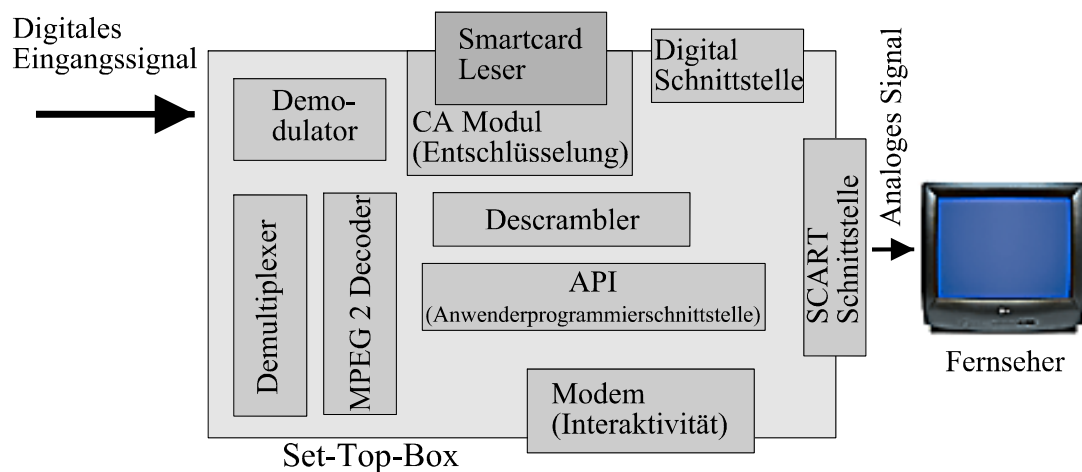 Digitales
Eingangssignal
Smartcard
Leser
Digital
Schnittstelle
Demo-
dulator
CA Modul
(Entschlüsselung)
Analoges Signal
Demultiplexer
MPEG 2 Decoder
Descrambler
API
(Anwenderprogrammierschnittstelle)
SCART
Schnittstelle
Fernseher
Modem
(Interaktivität)
Set-Top-Box